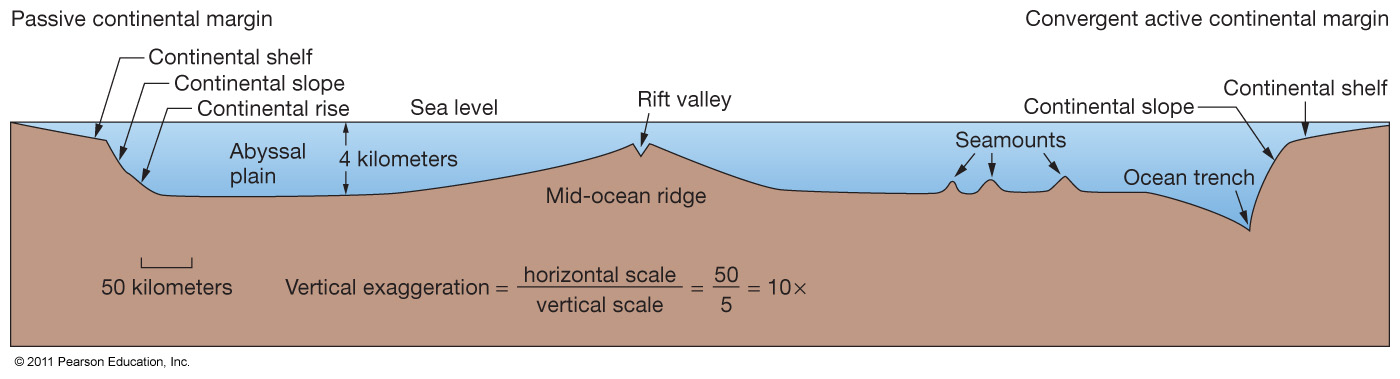 Passive continental margin
Convergent active continental margin
Continental shelf
Continental slope
Continental rise
Sea level
Rift valley
Continental shelf
Continental slope
Abyssal
plain
4 kilometers
Seamounts
Ocean trench
Mid-ocean ridge
50 kilometers
Vertical exaggeration = horizontal scale / vertical scale = 50 / 5 = 10×
© 2011 Pearson Education, Inc.